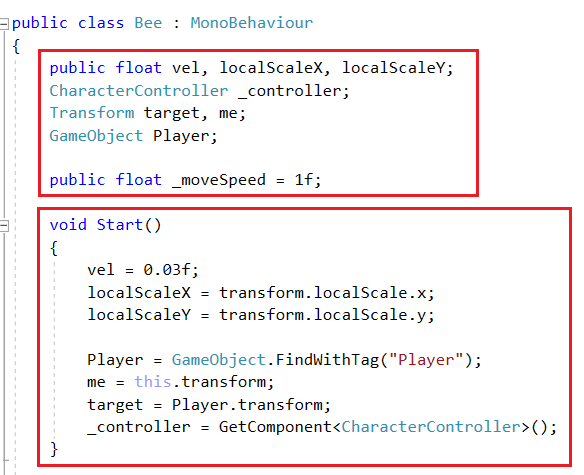 public class Bee : MonoBehaviour
{
public float vel, localScaleX, localScaleY;
CharacterController _controller;
Transform target, me;
GameObject Player;
public float _moveSpeed = 1f;
void Start()
{
vel = 0.03f;
localScaleX = transform.localScale.x;
localScaleY = transform.localScale.y;
Player = GameObject.FindWithTag("Player");
me = this.transform;
target = Player.transform;
_controller = GetComponent<CharacterController>();
}